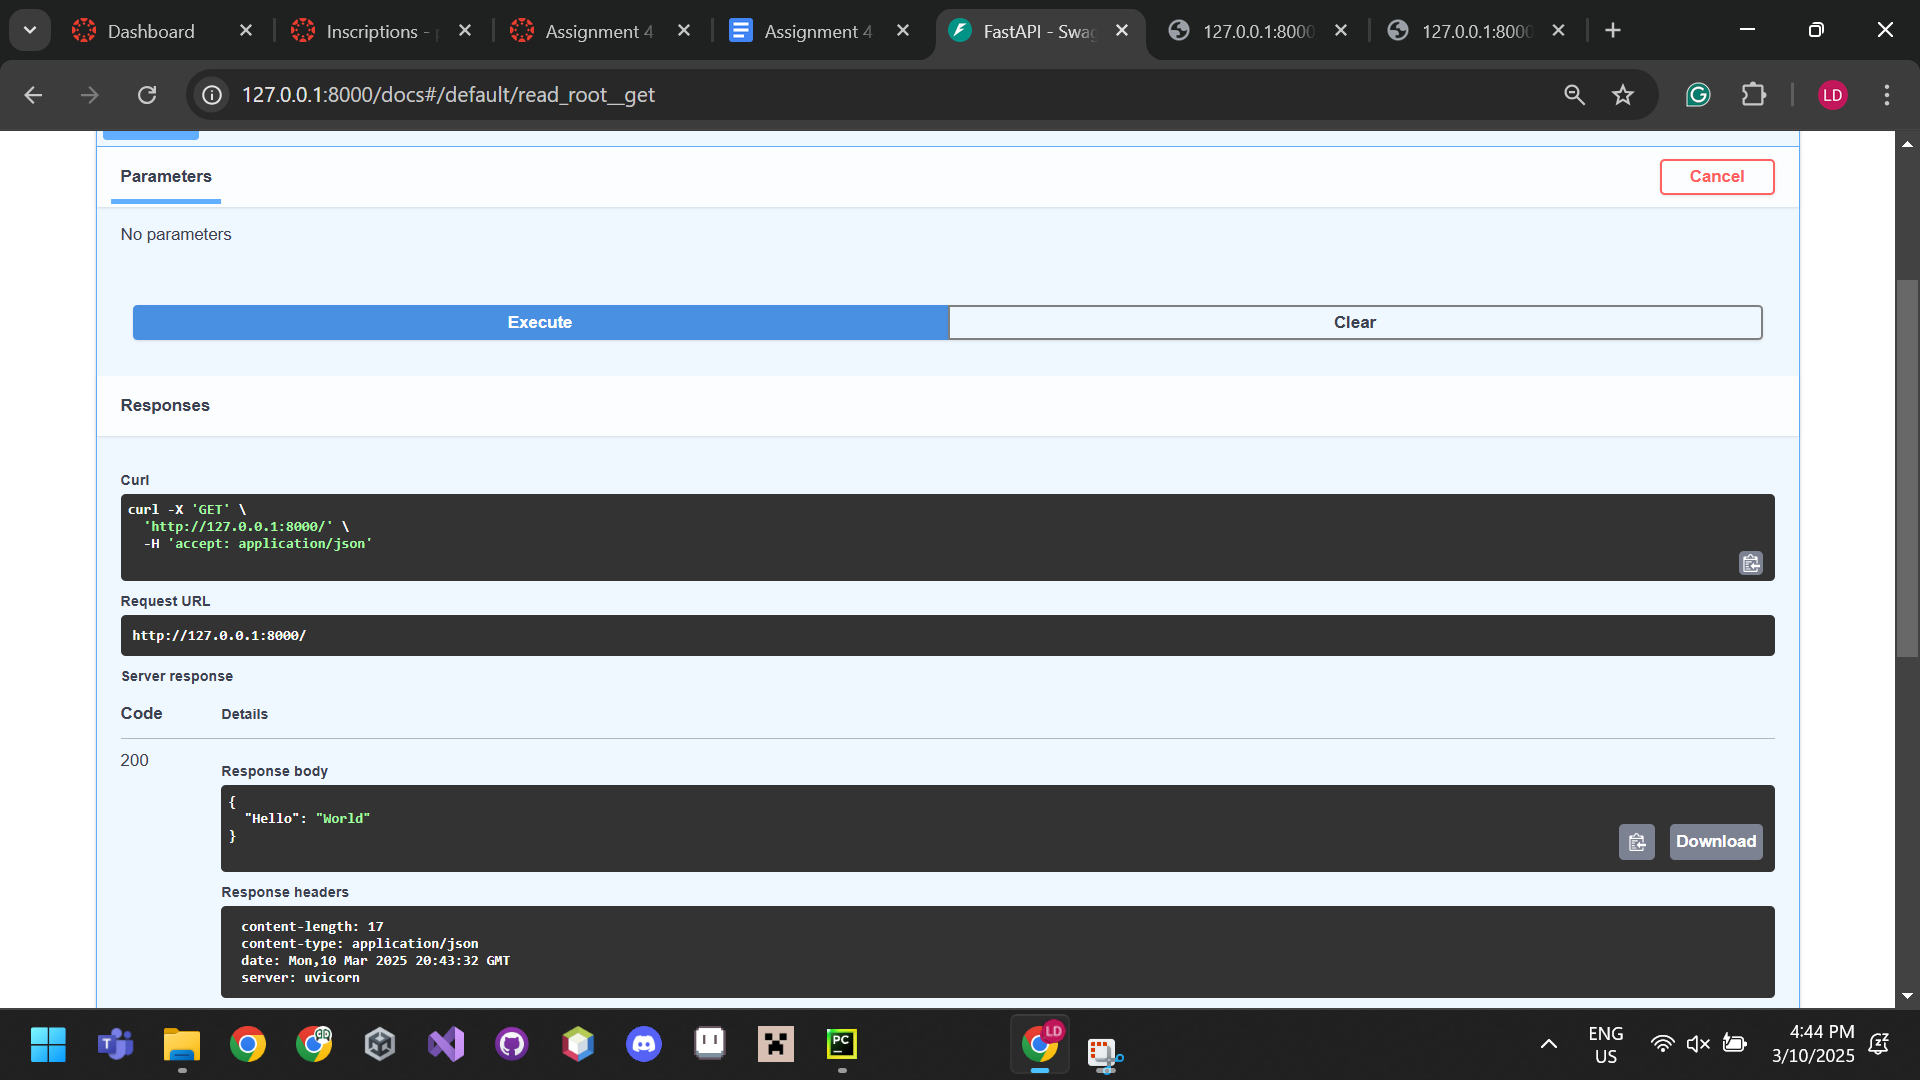 Dashboard
Inscriptions -
Assignment 4
Assignment 4
FastAPI - Swag
127.0.0.1:8000
127.0.0.1:8000
127.0.0.1:8000/docs#/default/read_root__get
LD
Parameters
Cancel
No parameters
Execute
Clear
Responses
Curl
curl -X 'GET' \
'http://127.0.0.1:8000/' \
-H 'accept: application/json'
Request URL
http://127.0.0.1:8000/
Server response
Code
Details
200
Response body
{
"Hello": "World"
}
Download
Response headers
content-length: 17
content-type: application/json
date: Mon,10 Mar 2025 20:43:32 GMT
server: uvicorn
PC
LD
ENG
US
4:44 PM
3/10/2025